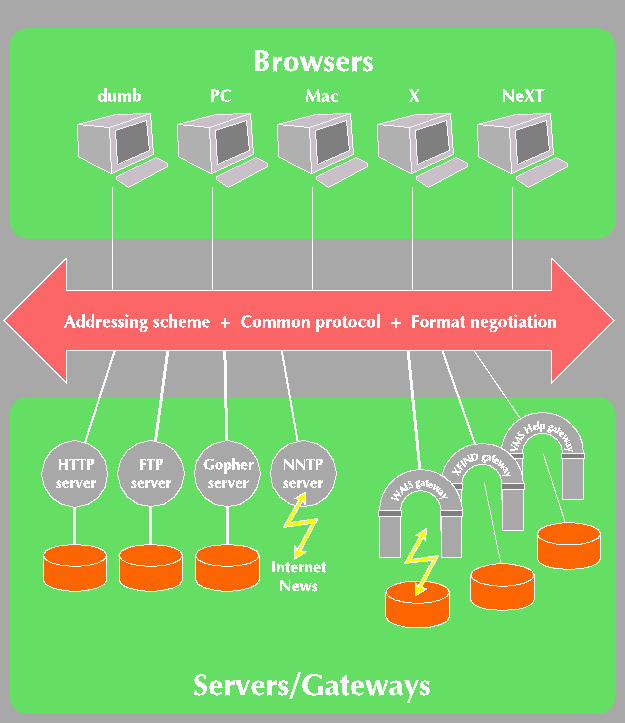 Browsers
dumb
PC
Mac
X
NeXT
Addressing scheme + Common protocol + Format negotiation
HTTP
server
FTP
server
Gopher
server
NNTP
server
WAIS gateway
XFIND gateway
VMS Help gateway
Internet
News
Servers/Gateways